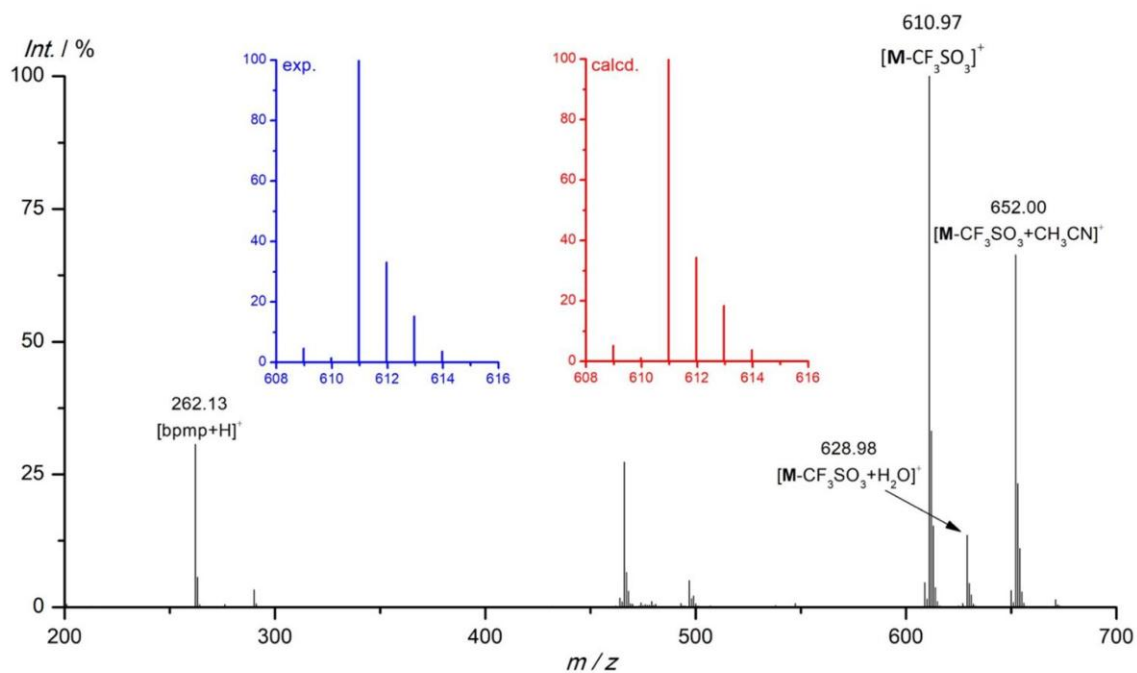 610.97
[M-CF₃SO₃]⁺
Int. / %
100
75
50
25
0
exp.
100
80
60
40
20
0
608 610 612 614 616
calcd.
100
80
60
40
20
0
608 610 612 614 616
652.00
[M-CF₃SO₃+CH₃CN]⁺
262.13
[bpmp+H]⁺
628.98
[M-CF₃SO₃+H₂O]⁺
200 300 400 500 600 700
m / z